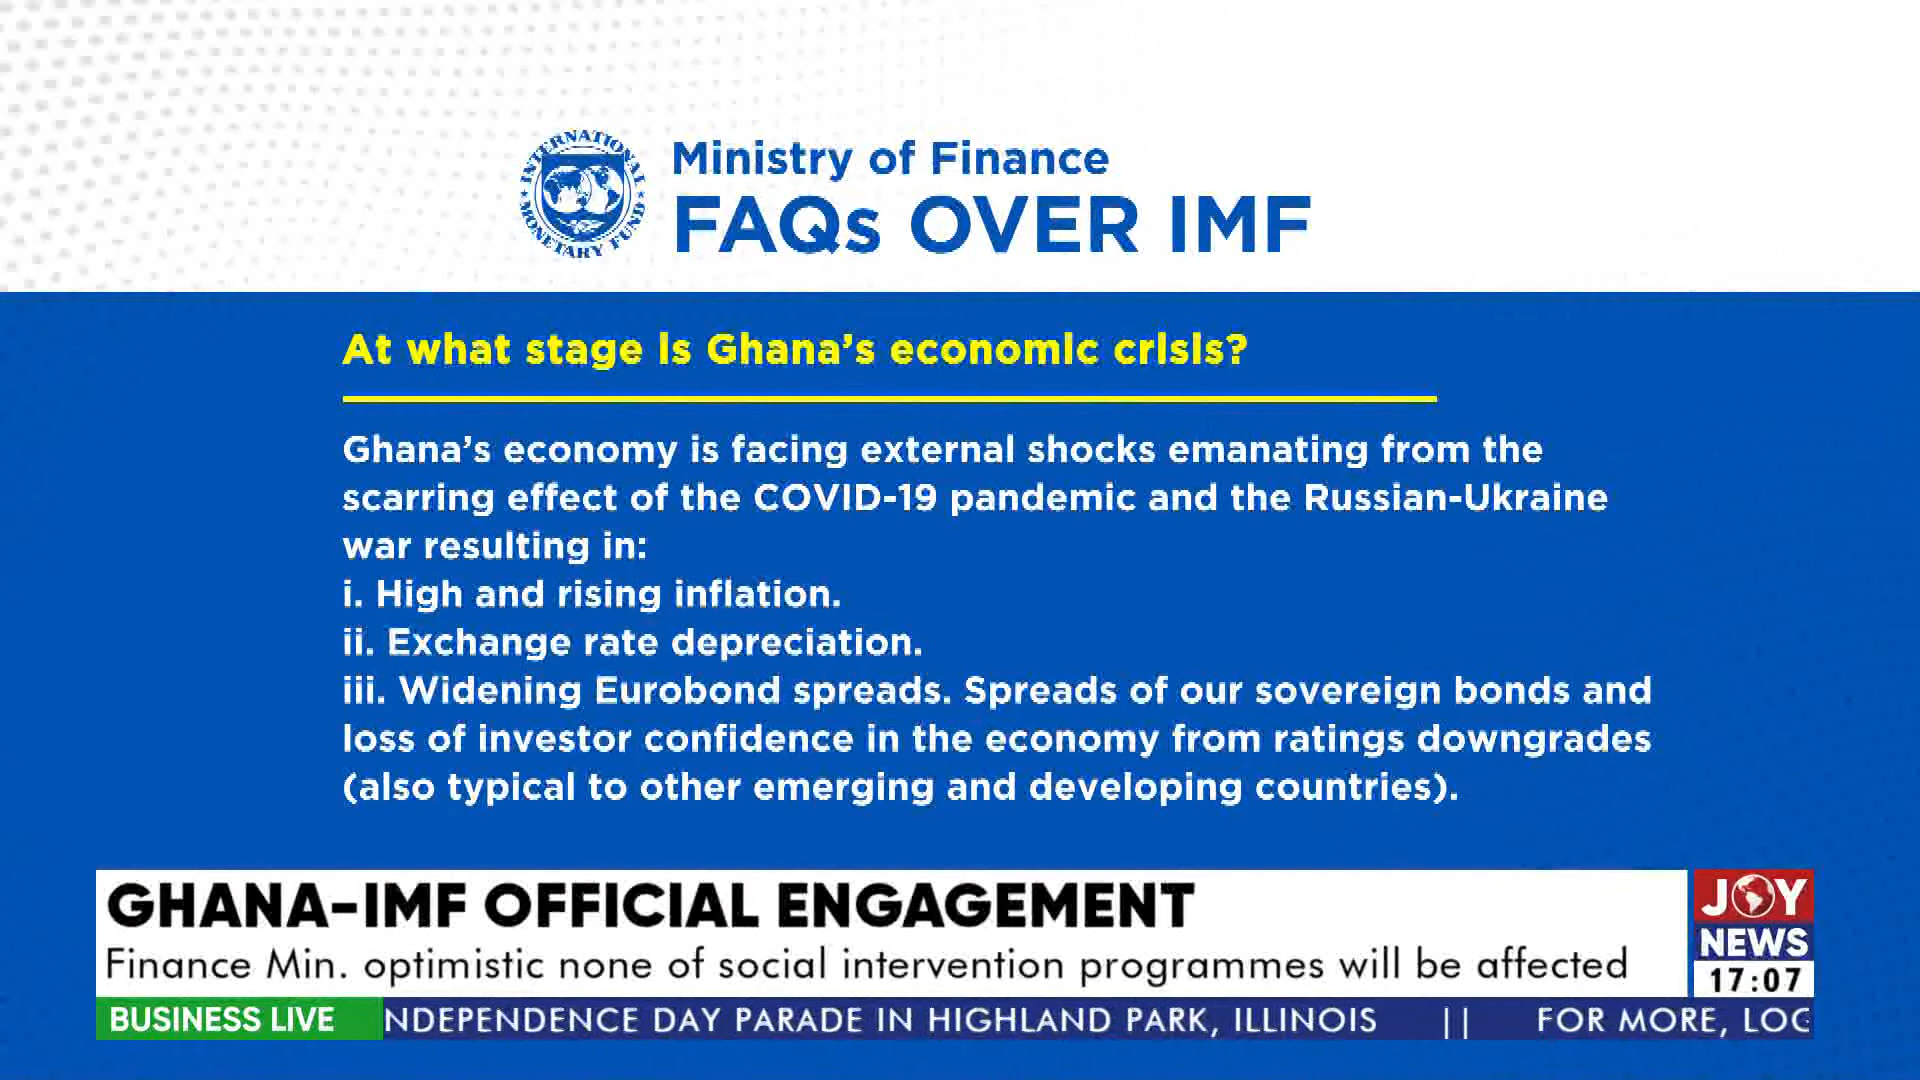 INTERNATIONAL MONETARY FUND
Ministry of Finance
FAQs OVER IMF
At what stage is Ghana's economic crisis?
Ghana's economy is facing external shocks emanating from the
scarring effect of the COVID-19 pandemic and the Russian-Ukraine
war resulting in:
i. High and rising inflation.
ii. Exchange rate depreciation.
iii. Widening Eurobond spreads. Spreads of our sovereign bonds and
loss of investor confidence in the economy from ratings downgrades
(also typical to other emerging and developing countries).
GHANA-IMF OFFICIAL ENGAGEMENT
Finance Min. optimistic none of social intervention programmes will be affected
JOY
NEWS
17:07
BUSINESS LIVE
NDEPENDENCE DAY PARADE IN HIGHLAND PARK, ILLINOIS || FOR MORE, LOG